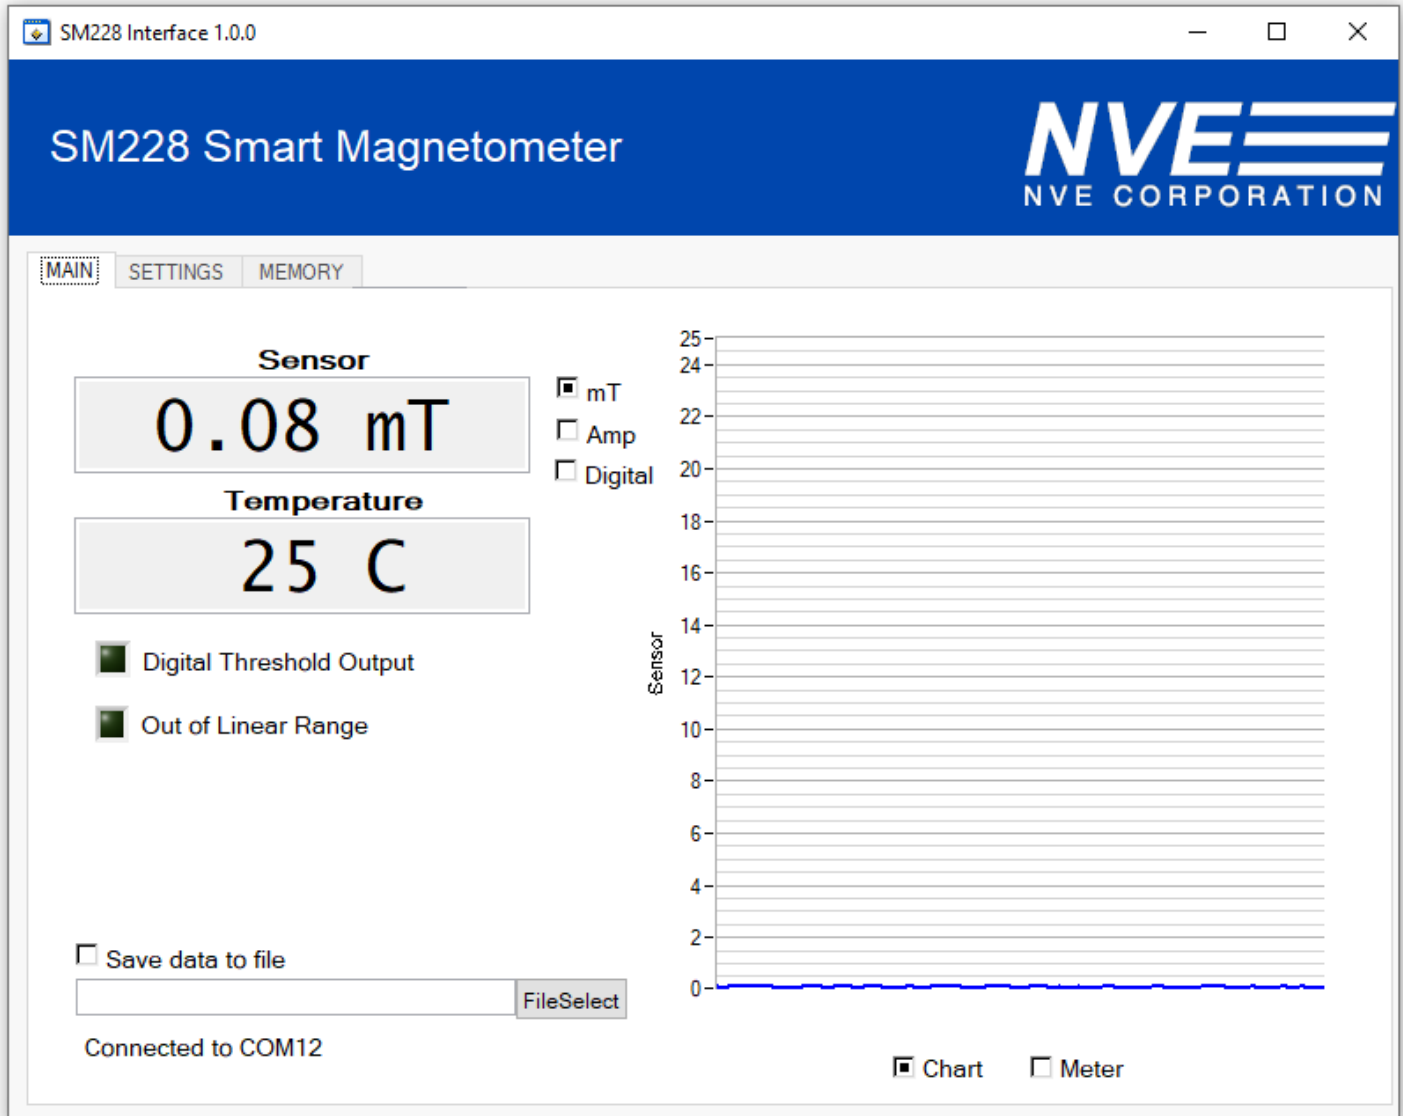 SM228 Interface 1.0.0
SM228 Smart Magnetometer
NVE
NVE CORPORATION
MAIN SETTINGS MEMORY
Sensor
0.08 mT
mT
Amp
Digital
Temperature
25 C
Digital Threshold Output
Out of Linear Range
Save data to file
FileSelect
Connected to COM12
25
24
22
20
18
16
14
12
10
8
6
4
2
0
Sensor
Chart Meter